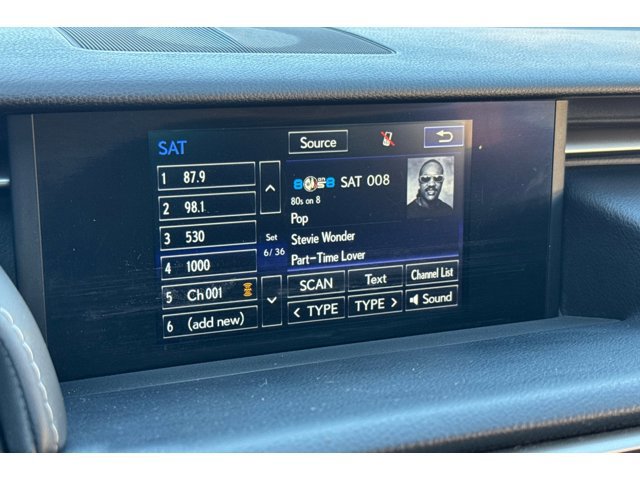 SAT
Source
1 87.9
2 98.1
3 530
4 1000
5 Ch 001
6 (add new)
Set
6/36
SAT 008
80s on 8
Pop
Stevie Wonder
Part-Time Lover
SCAN
Text
Channel List
< TYPE
TYPE >
Sound